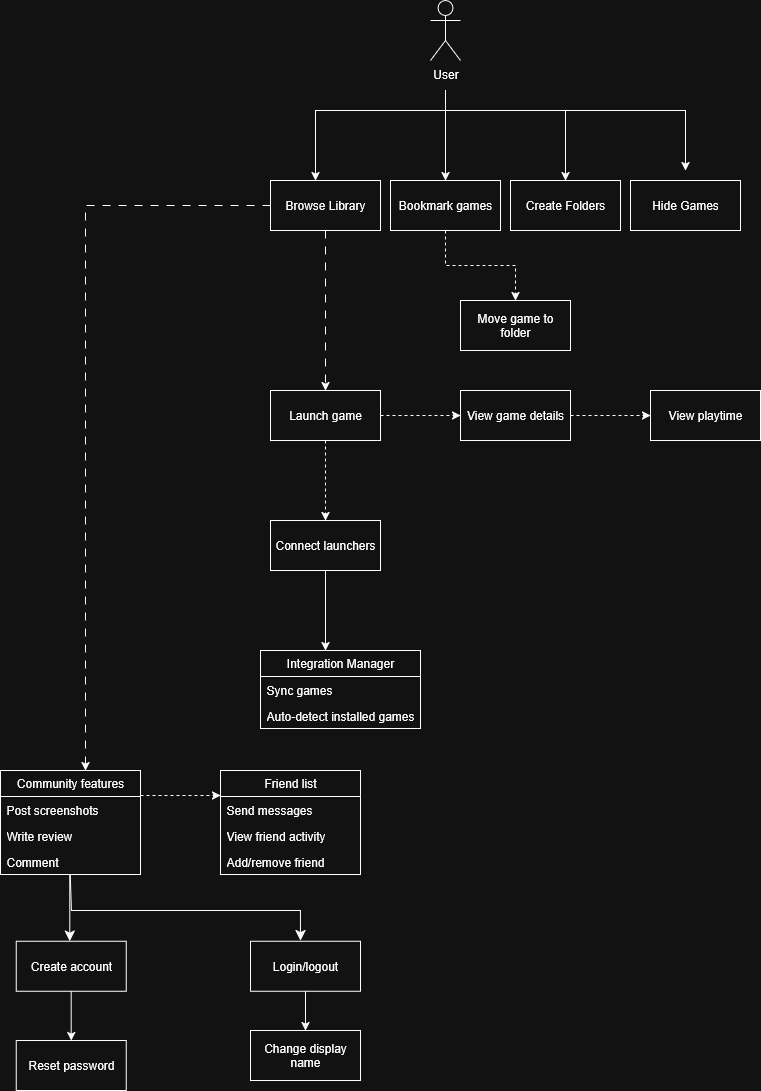 User
Browse Library
Bookmark games
Create Folders
Hide Games
Move game to
folder
Launch game
View game details
View playtime
Connect launchers
Integration Manager
Sync games
Auto-detect installed games
Community features
Post screenshots
Write review
Comment
Friend list
Send messages
View friend activity
Add/remove friend
Create account
Login/logout
Reset password
Change display
name